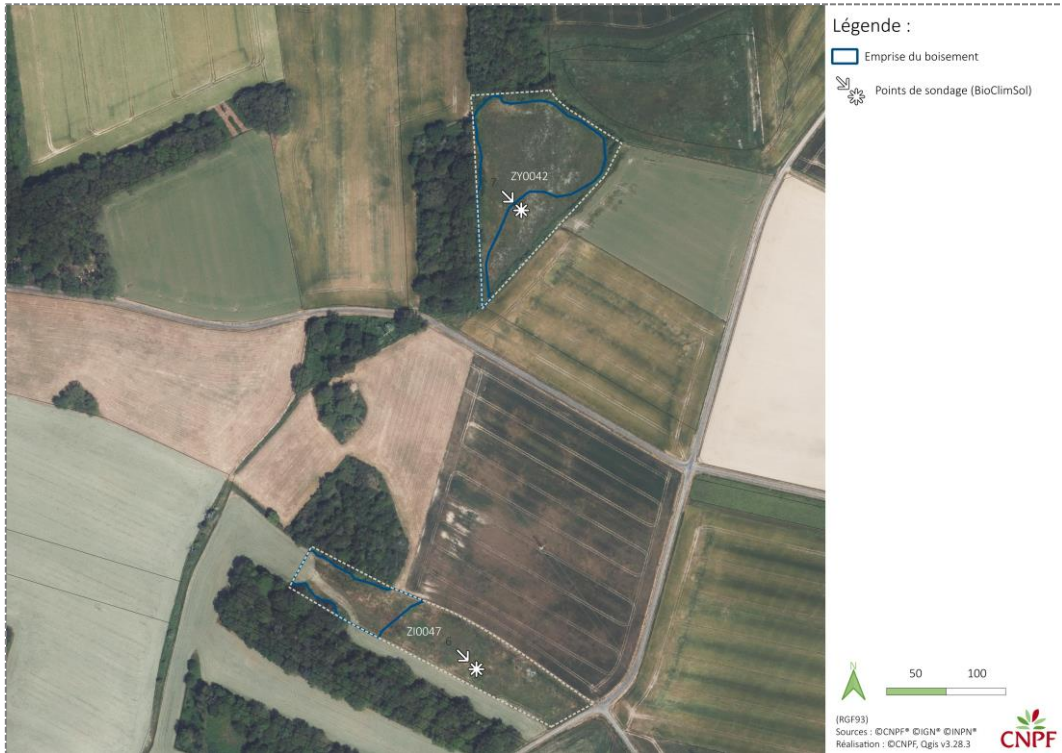 Légende :
Emprise du boisement
Points de sondage (BioClimSol)
ZY0042
ZI0047
N
50 100
(RGF93)
Sources : ©CNPF® ©IGN® ©INPN®
Réalisation : ©CNPF, Qgis v3.28.3
CNPF